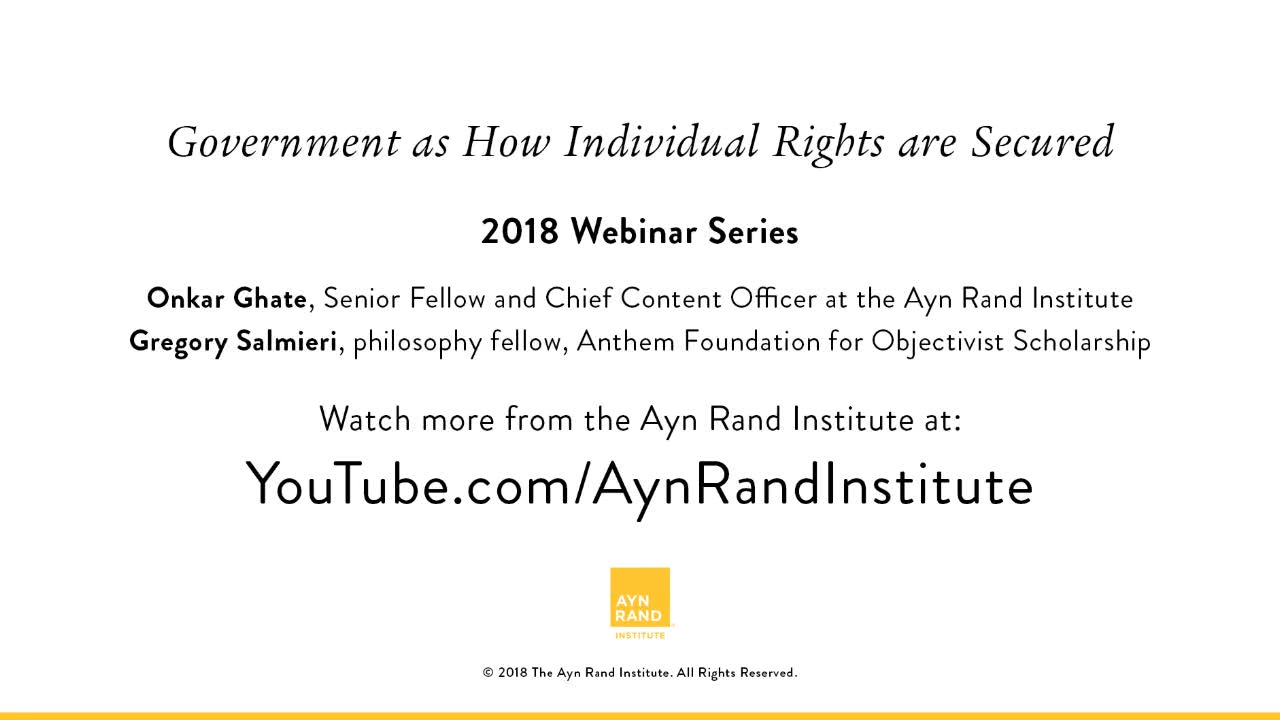 Government as How Individual Rights are Secured
2018 Webinar Series
Onkar Ghate, Senior Fellow and Chief Content Officer at the Ayn Rand Institute
Gregory Salmieri, philosophy fellow, Anthem Foundation for Objectivist Scholarship
Watch more from the Ayn Rand Institute at:
YouTube.com/AynRandInstitute
AYN
RAND
INSTITUTE
© 2018 The Ayn Rand Institute. All Rights Reserved.